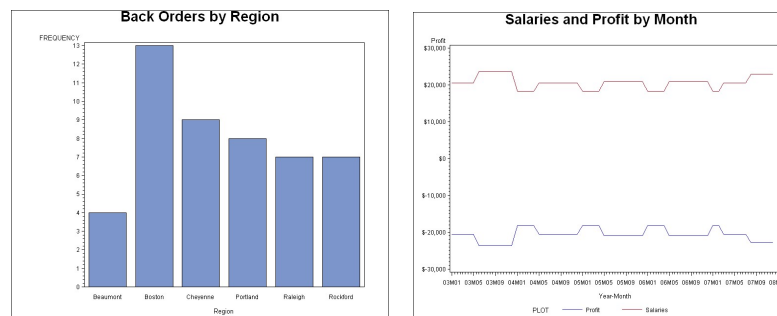 Back Orders by Region
FREQUENCY
13
12
11
10
9
8
7
6
5
4
3
2
1
0
Beaumont Boston Cheyenne Portland Raleigh Rockford
Region
Salaries and Profit by Month
Profit
$30,000
$20,000
$10,000
$0
$-10,000
$-20,000
$-30,000
03M01 03M05 03M09 04M01 04M05 04M09 05M01 05M05 05M09 06M01 06M05 06M09 07M01 07M05 07M09
Year-Month
PLOT Profit Salaries